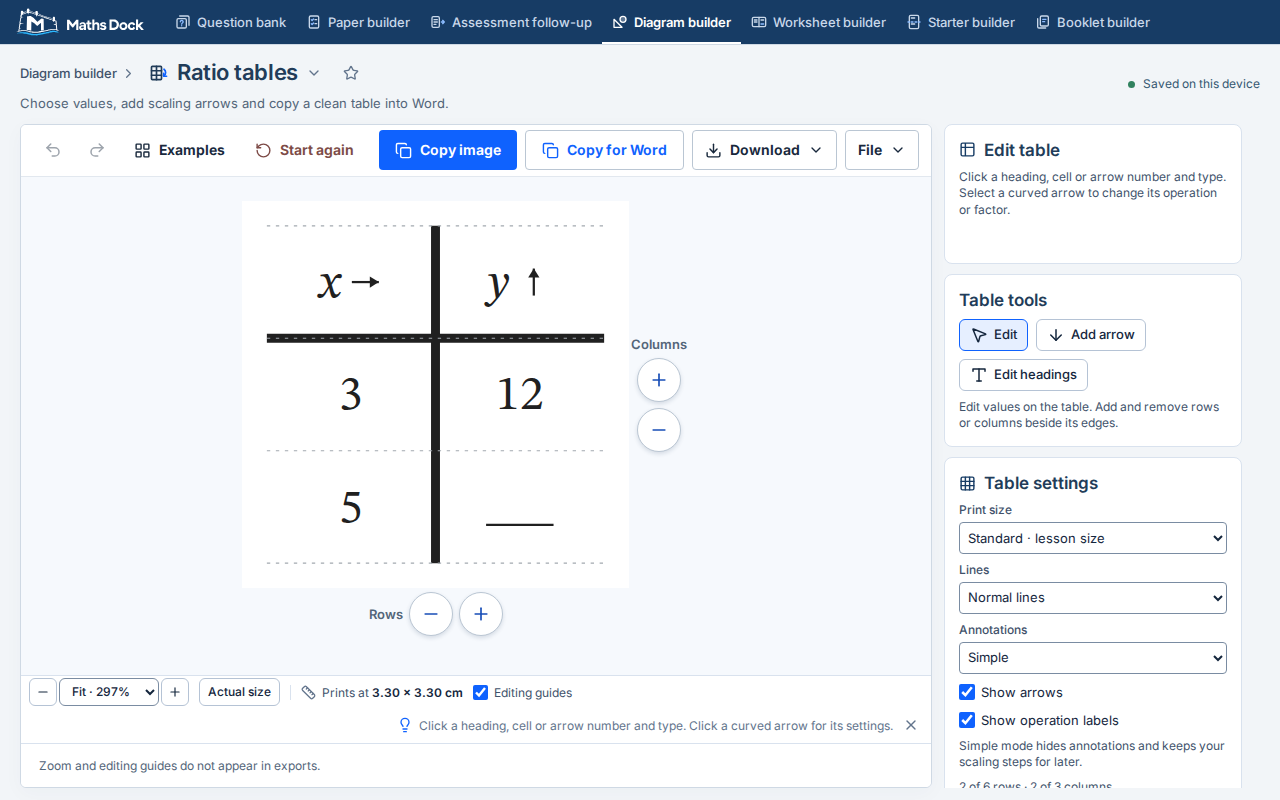 Maths Dock
Question bank
Paper builder
Assessment follow-up
Diagram builder
Worksheet builder
Starter builder
Booklet builder
Diagram builder
Ratio tables
Saved on this device
Choose values, add scaling arrows and copy a clean table into Word.
Examples
Start again
Copy image
Copy for Word
Download
File
x → y ↑
3 12
5
Columns
+
−
Rows − +
− Fit · 297% + Actual size Prints at 3.30 × 3.30 cm Editing guides
Click a heading, cell or arrow number and type. Click a curved arrow for its settings.
Zoom and editing guides do not appear in exports.
Edit table
Click a heading, cell or arrow number and type.
Select a curved arrow to change its operation
or factor.
Table tools
Edit
Add arrow
Edit headings
Edit values on the table. Add and remove rows
or columns beside its edges.
Table settings
Print size
Standard · lesson size
Lines
Normal lines
Annotations
Simple
Show arrows
Show operation labels
Simple mode hides annotations and keeps your
scaling steps for later.
2 of 6 rows · 2 of 3 columns